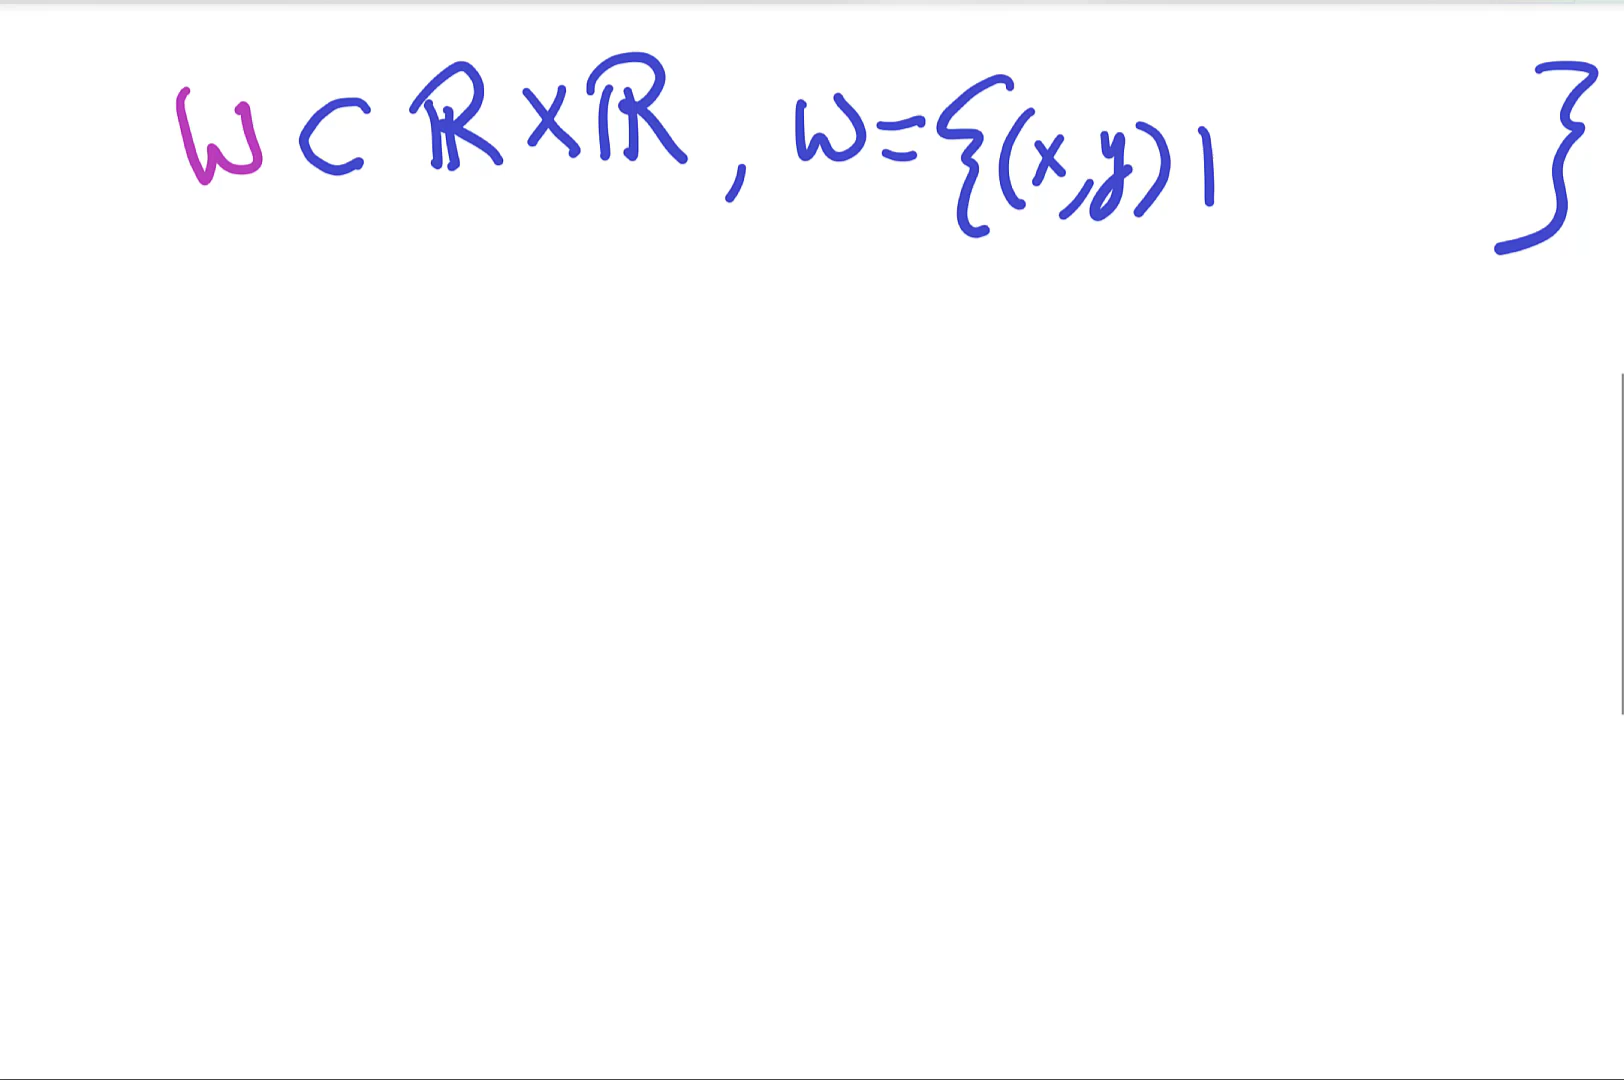 W ⊂ ℝ × ℝ , W = {(x,y) | }